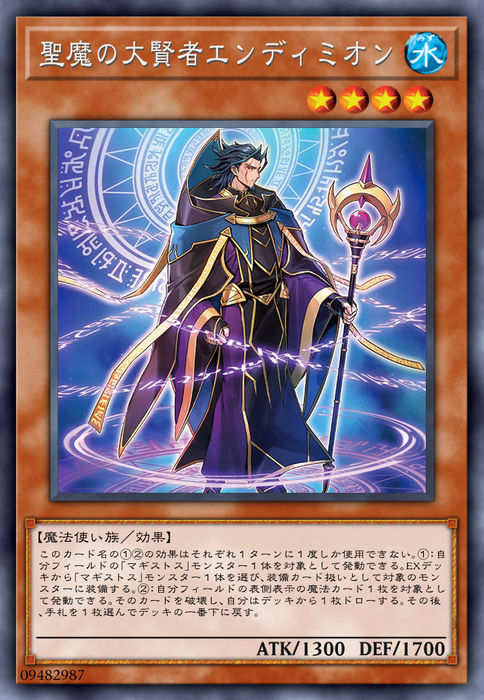 聖魔の大賢者エンディミオン
みず
水
【魔法使い族／効果】
このカード名の①②の効果はそれぞれ１ターンに１度しか使用できない。①：自
分フィールドの「マギストス」モンスター１体を対象として発動できる。EXデッ
キから「マギストス」モンスター１体を選び、装備カード扱いとして対象のモン
スターに装備する。②：自分フィールドの表側表示の魔法カード１枚を対象とし
て発動できる。そのカードを破壊し、自分はデッキから１枚ドローする。その後、
手札を１枚選んでデッキの一番下に戻す。
ATK/1300 DEF/1700
09482987